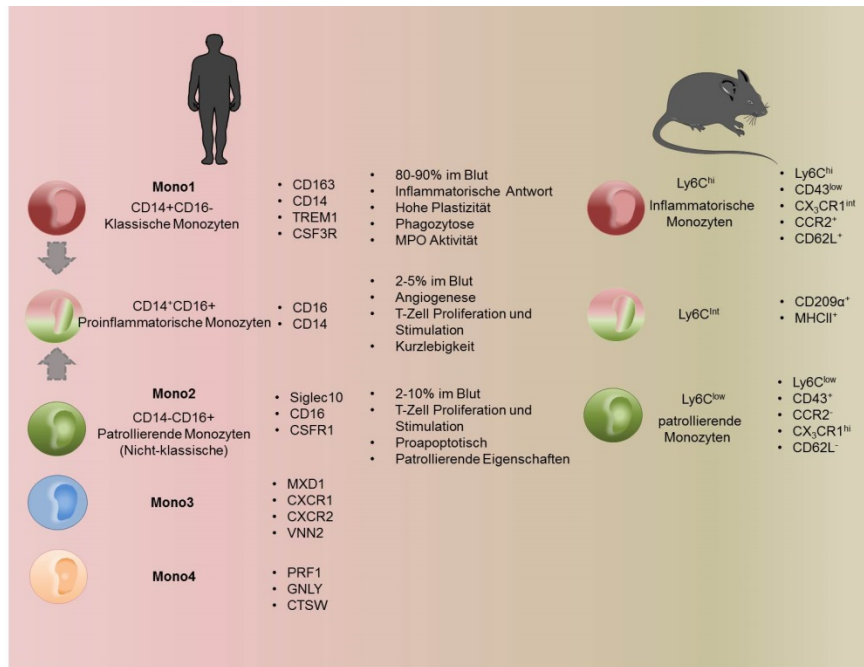 Mono1
CD14+CD16-
Klassische Monozyten
• CD163
• CD14
• TREM1
• CSF3R
• 80-90% im Blut
• Inflammatorische Antwort
• Hohe Plastizität
• Phagozytose
• MPO Aktivität
Ly6Cʰⁱ
Inflammatorische
Monozyten
• Ly6Cʰⁱ
• CD43ˡᵒʷ
• CX₃CR1ⁱⁿᵗ
• CCR2⁺
• CD62L⁺
CD14⁺CD16+
Proinflammatorische Monozyten
• CD16
• CD14
• 2-5% im Blut
• Angiogenese
• T-Zell Proliferation und
Stimulation
• Kurzlebigkeit
Ly6Cᴵⁿᵗ
• CD209α⁺
• MHCII⁺
Mono2
CD14-CD16+
Patrollierende Monozyten
(Nicht-klassische)
• Siglec10
• CD16
• CSFR1
• 2-10% im Blut
• T-Zell Proliferation und
Stimulation
• Proapoptotisch
• Patrollierende Eigenschaften
Ly6Cˡᵒʷ
patrollierende
Monozyten
• Ly6Cˡᵒʷ
• CD43⁺
• CCR2⁻
• CX₃CR1ʰⁱ
• CD62L⁻
Mono3
• MXD1
• CXCR1
• CXCR2
• VNN2
Mono4
• PRF1
• GNLY
• CTSW